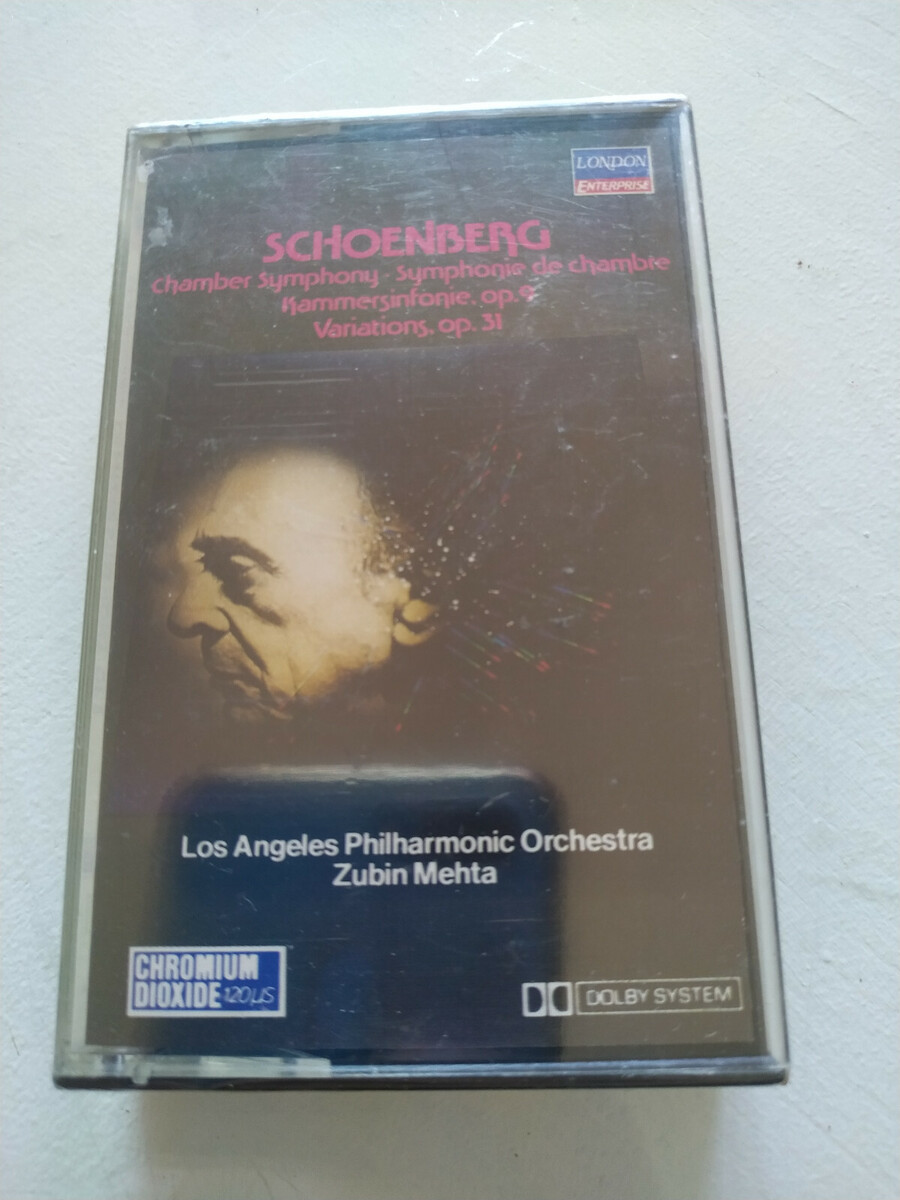 LONDON
ENTERPRISE
SCHOENBERG
Chamber Symphony · Symphonie de chambre
Kammersinfonie, op. 9
Variations, op. 31
Los Angeles Philharmonic Orchestra
Zubin Mehta
CHROMIUM
DIOXIDE 120µS
DOLBY SYSTEM